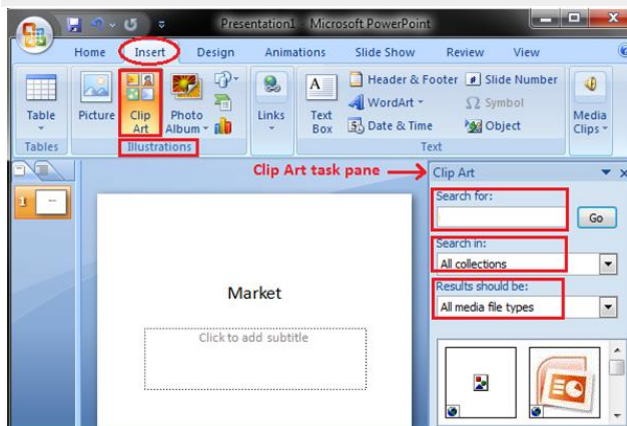 Presentation1 Microsoft PowerPoint
Home Insert Design Animations Slide Show Review View
Header & Footer # Slide Number
WordArt Ω Symbol
Table Picture Clip Art Photo Album Links A Text Box Date & Time Object Media Clips
Tables Illustrations Text
Clip Art task pane
Clip Art
1
Search for:
Go
Search in:
All collections
Results should be:
All media file types
Market
Click to add subtitle